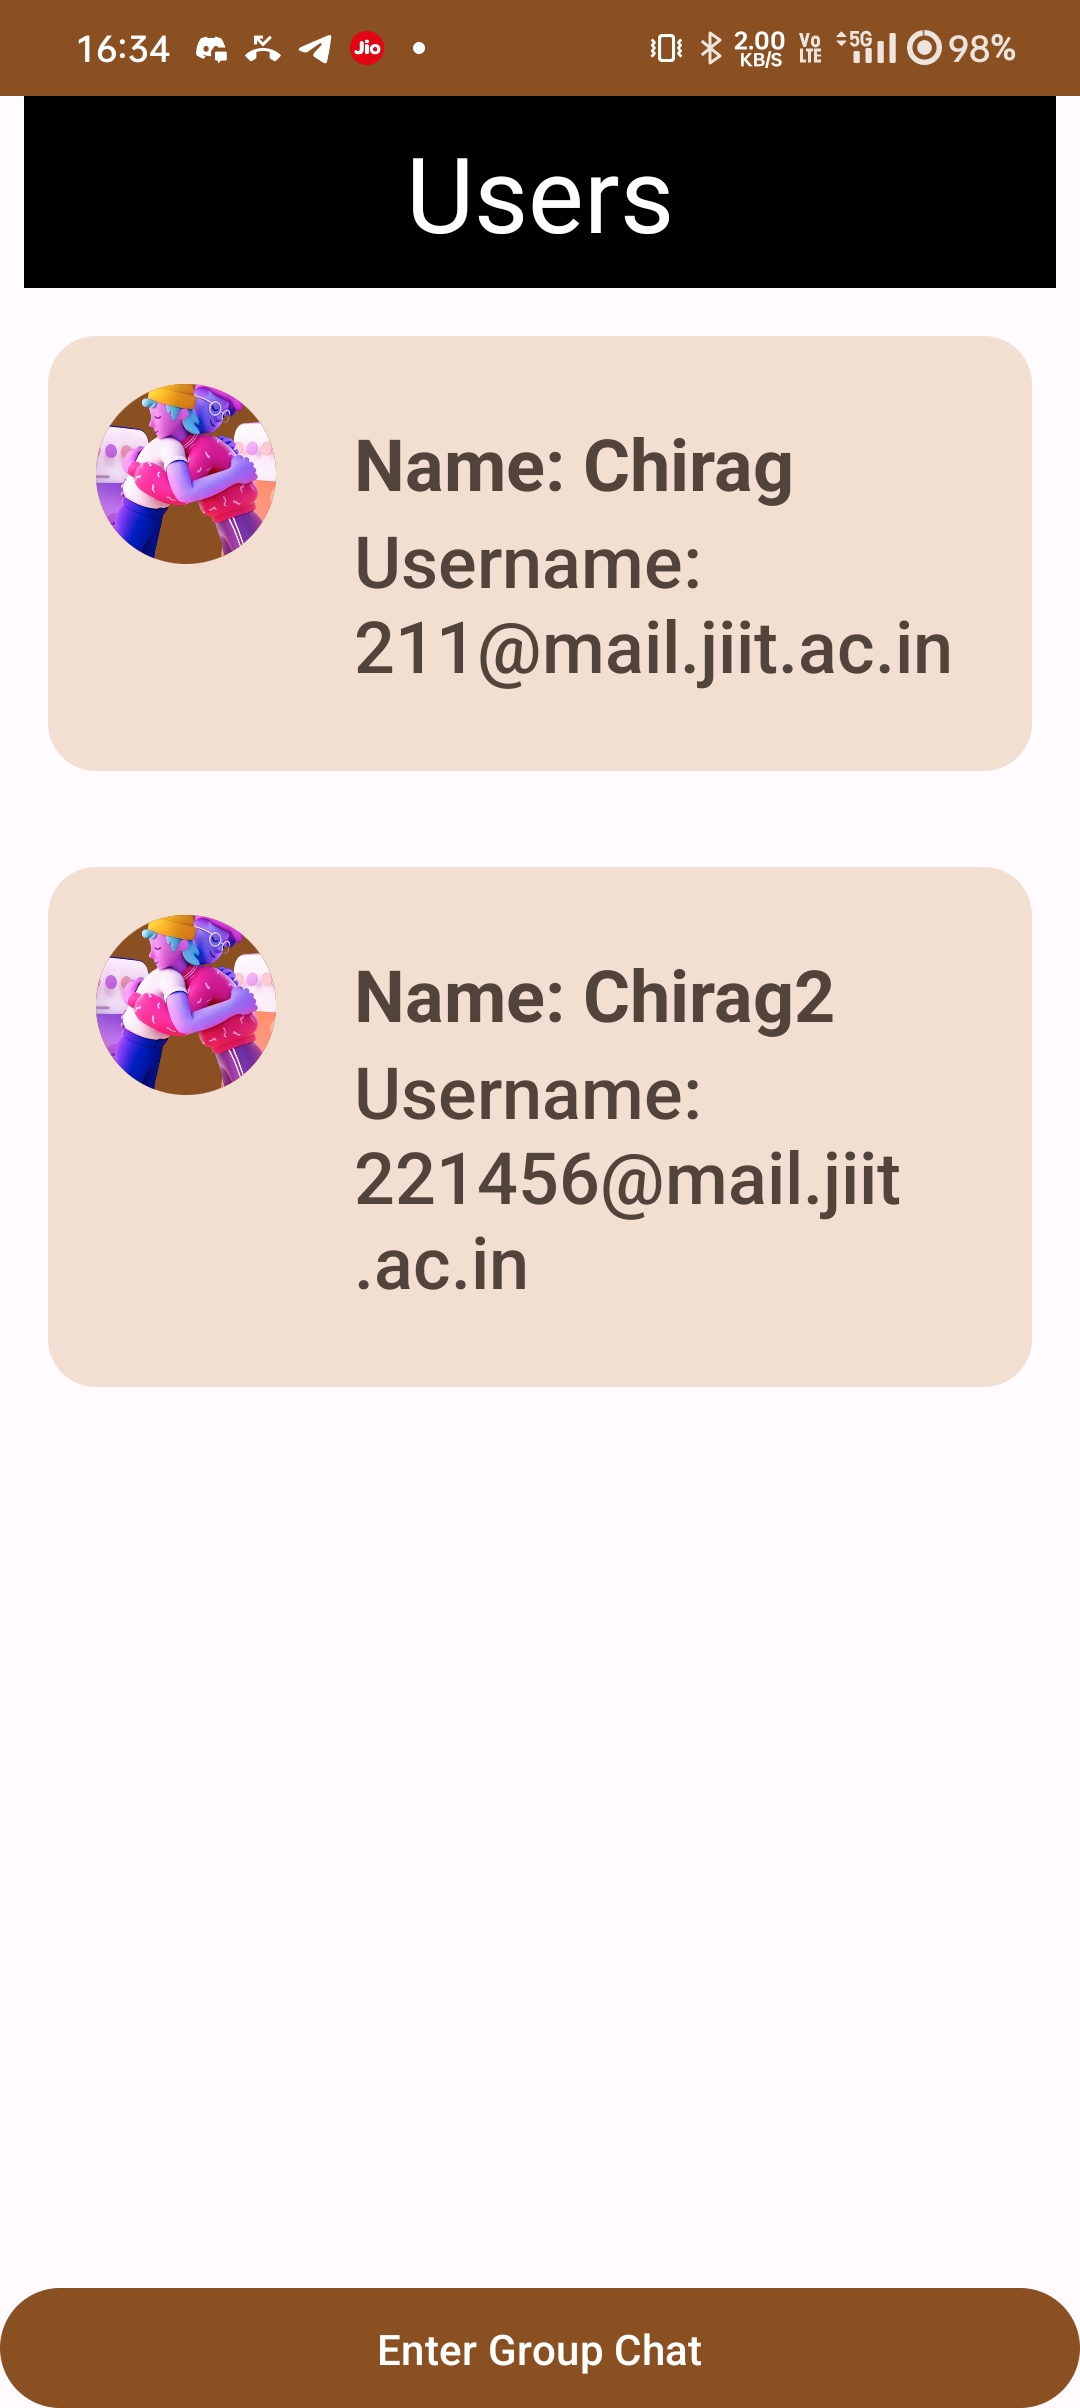 16:34 Jio 2.00 KB/S Vo LTE 5G 98%
Users
Name: Chirag
Username:
211@mail.jiit.ac.in
Name: Chirag2
Username:
221456@mail.jiit
.ac.in
Enter Group Chat